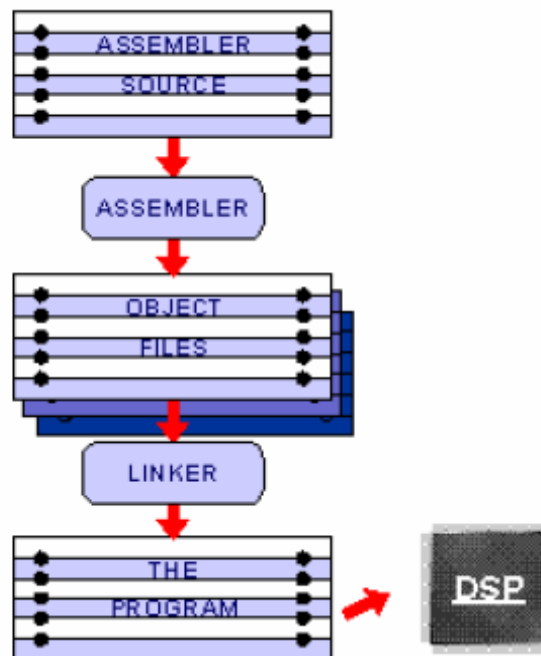 ASSEMBLER
SOURCE
ASSEMBLER
OBJECT
FILES
LINKER
THE
PROGRAM
DSP